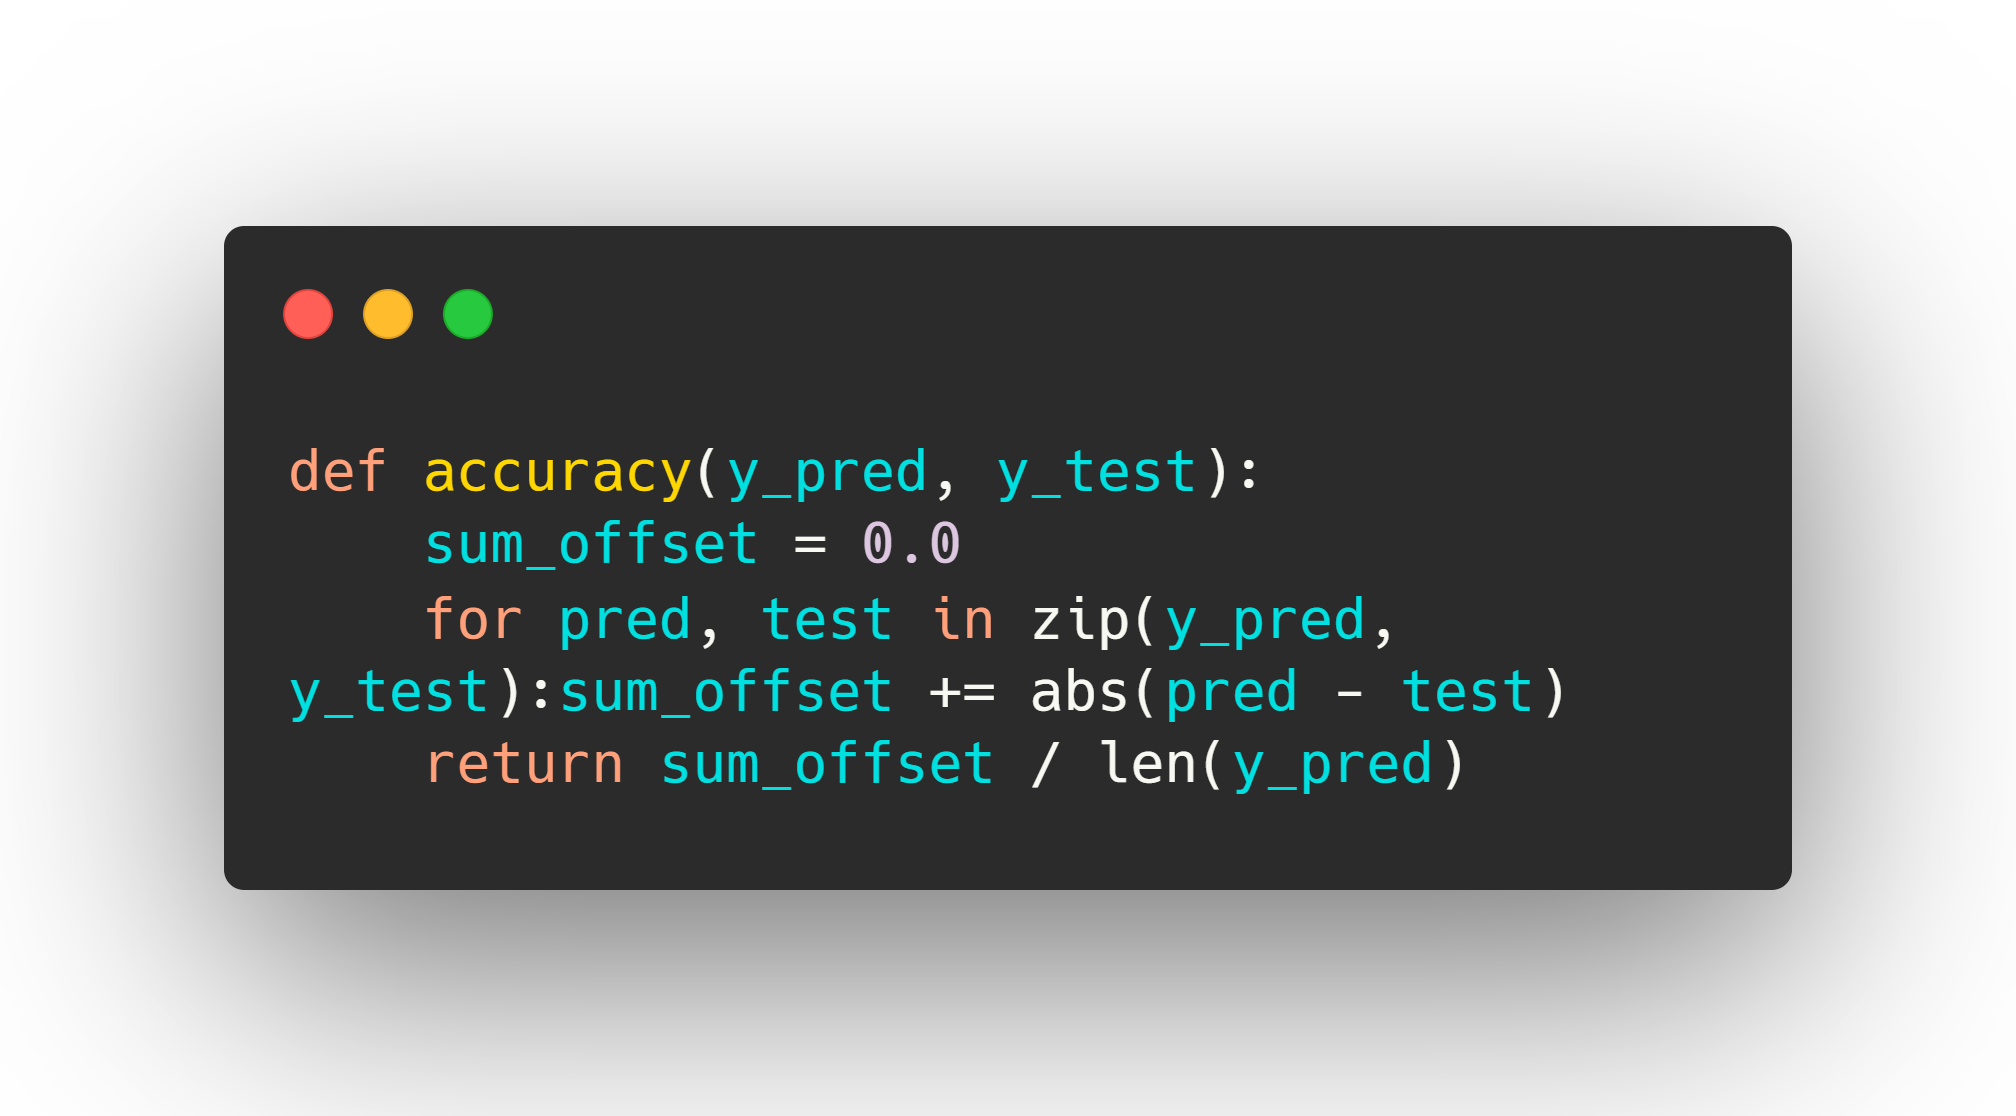 def accuracy(y_pred, y_test):
    sum_offset = 0.0
    for pred, test in zip(y_pred,
y_test):sum_offset += abs(pred - test)
    return sum_offset / len(y_pred)